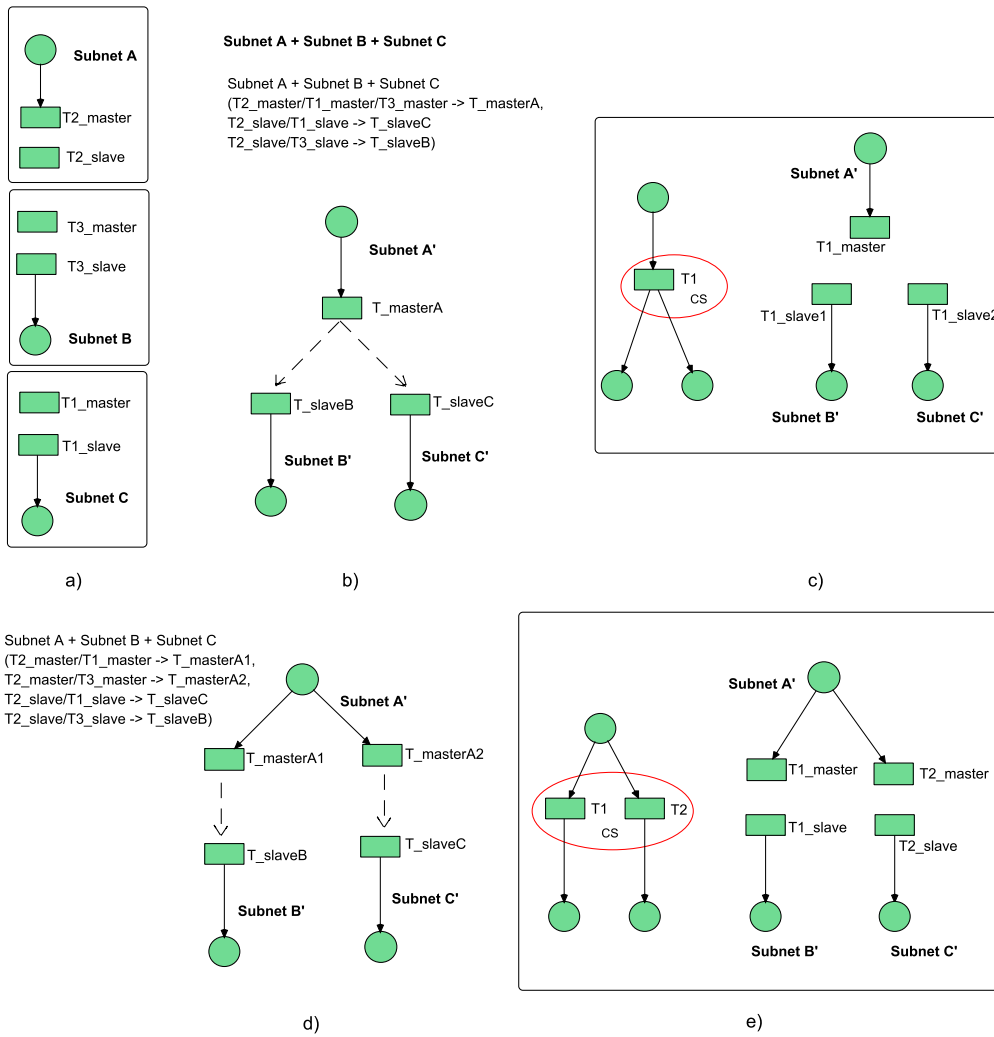 Subnet A
T2_master
T2_slave
T3_master
T3_slave
Subnet B
T1_master
T1_slave
Subnet C
a)
Subnet A + Subnet B + Subnet C
Subnet A + Subnet B + Subnet C
(T2_master/T1_master/T3_master -> T_masterA,
T2_slave/T1_slave -> T_slaveC
T2_slave/T3_slave -> T_slaveB)
Subnet A'
T_masterA
T_slaveB
T_slaveC
Subnet B'
Subnet C'
b)
T1
CS
Subnet A'
T1_master
T1_slave1
T1_slave2
Subnet B'
Subnet C'
c)
Subnet A + Subnet B + Subnet C
(T2_master/T1_master -> T_masterA1,
T2_master/T3_master -> T_masterA2,
T2_slave/T1_slave -> T_slaveC
T2_slave/T3_slave -> T_slaveB)
Subnet A'
T_masterA1
T_masterA2
T_slaveB
T_slaveC
Subnet B'
Subnet C'
d)
T1
T2
CS
Subnet A'
T1_master
T2_master
T1_slave
T2_slave
Subnet B'
Subnet C'
e)